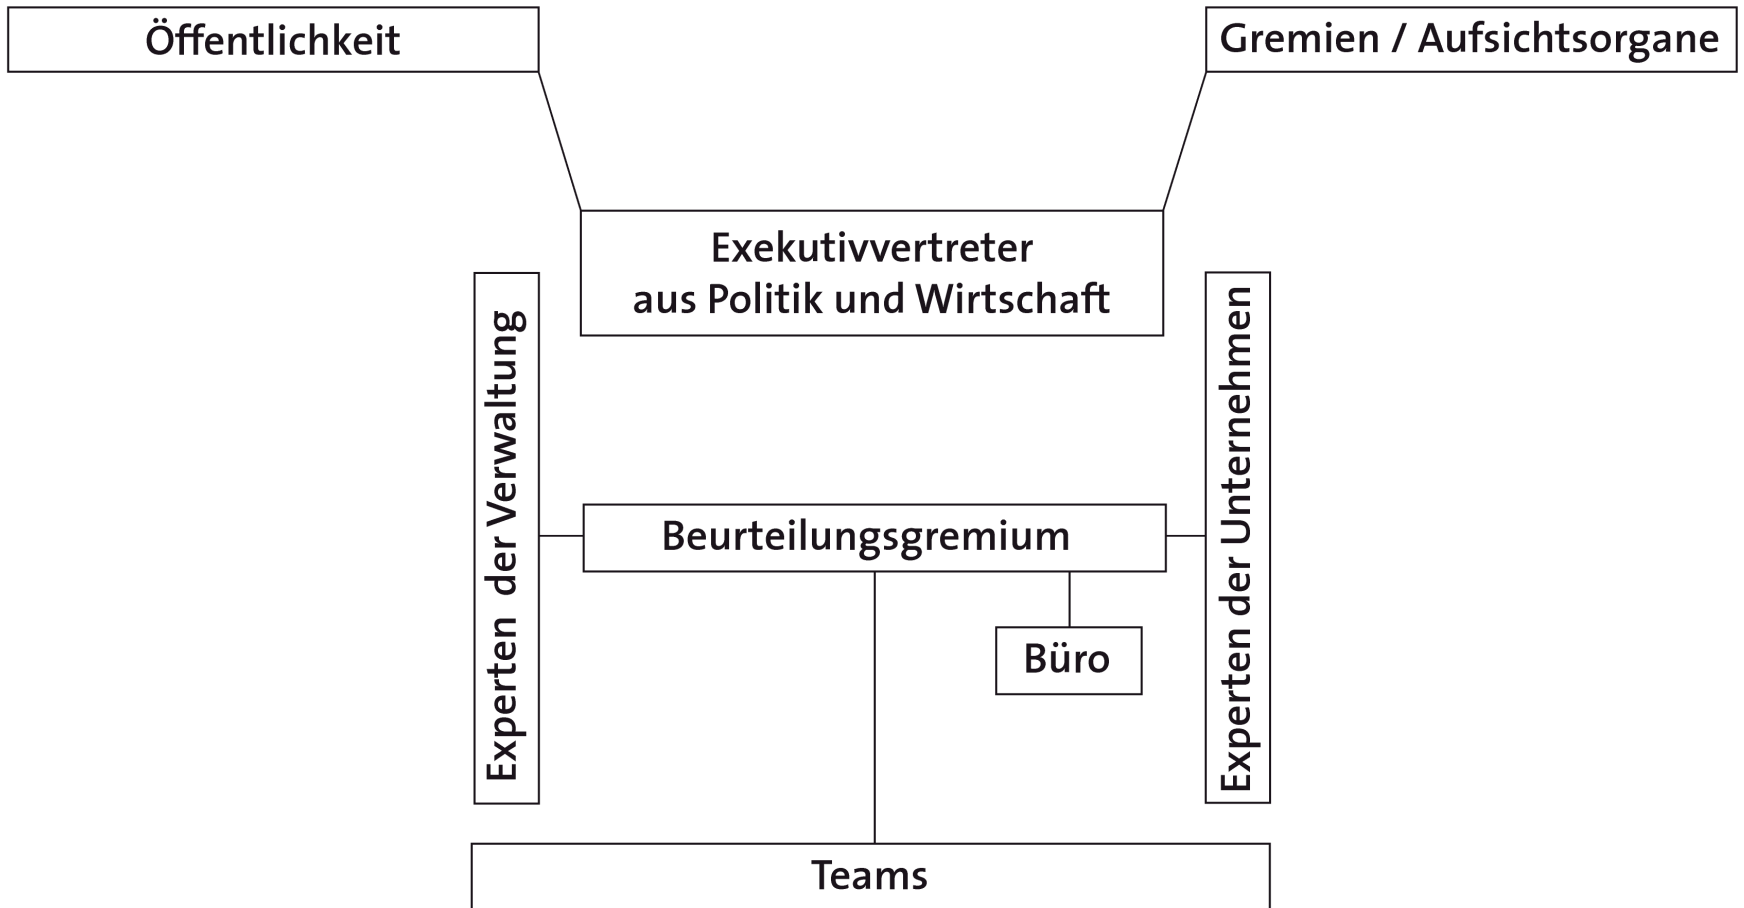 Öffentlichkeit
Gremien / Aufsichtsorgane
Exekutivvertreter
aus Politik und Wirtschaft
Experten der Verwaltung
Experten der Unternehmen
Beurteilungsgremium
Büro
Teams